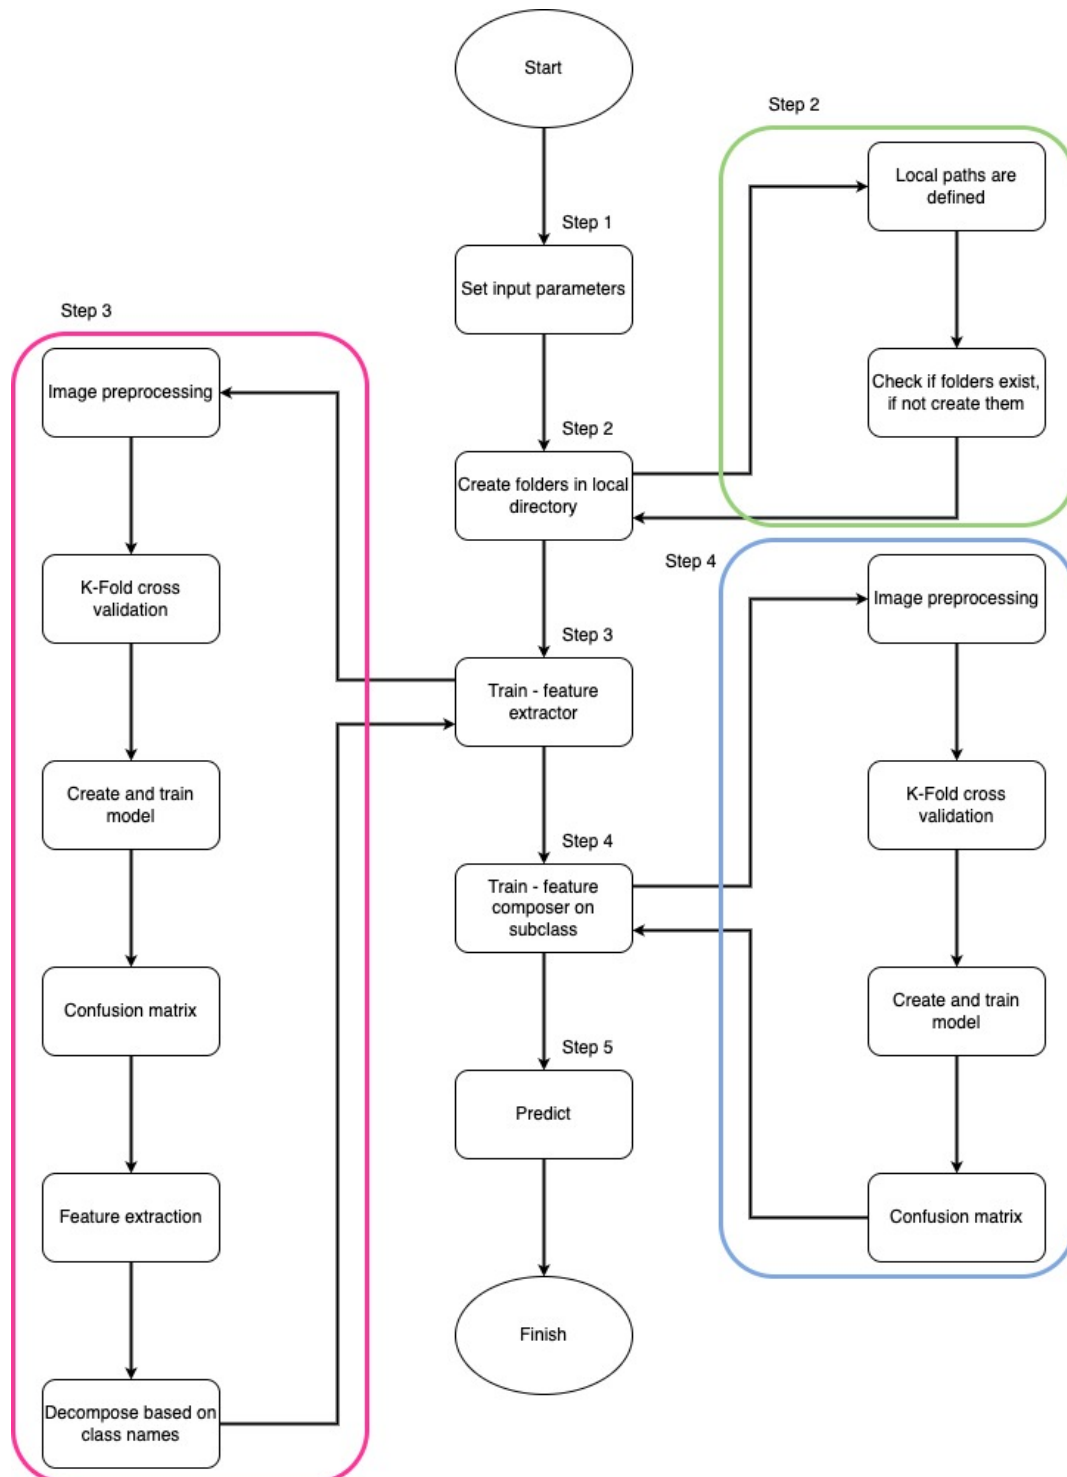 Start
Step 2
Local paths are
defined
Step 1
Set input parameters
Step 3
Image preprocessing
Check if folders exist,
if not create them
Step 2
Create folders in local
directory
Step 4
K-Fold cross
validation
Image preprocessing
Step 3
Train - feature
extractor
Create and train
model
K-Fold cross
validation
Step 4
Train - feature
composer on
subclass
Confusion matrix
Create and train
model
Step 5
Predict
Feature extraction
Confusion matrix
Finish
Decompose based on
class names